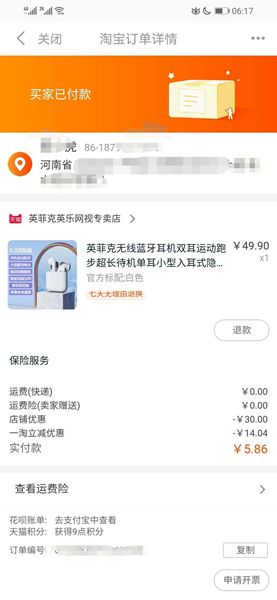 4G 2G 06:17
关闭 淘宝订单详情
买家已付款
虎 86-187
河南省
天猫 英菲克英乐网视专卖店
英菲克无线蓝牙耳机双耳运动跑 ￥49.90
步超长待机单耳小型入耳式隐... x1
官方标配;白色
七天无理由退换
退款
保险服务
运费(快递) ￥0.00
运费险(卖家赠送) ￥0.00
店铺优惠 -￥30.00
一淘立减优惠 -￥14.04
实付款 ￥5.86
查看运费险
花呗账单: 去支付宝中查看
天猫积分: 获得9点积分
订单编号 复制
申请开票